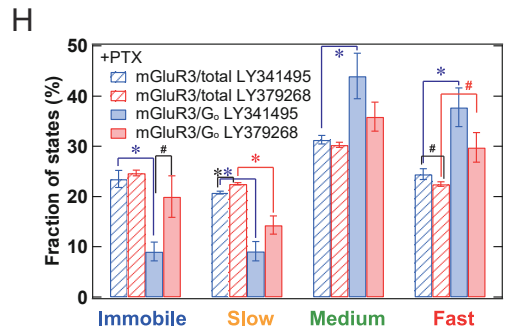 H
+PTX
mGluR3/total LY341495
mGluR3/total LY379268
mGluR3/Gₒ LY341495
mGluR3/Gₒ LY379268
Fraction of states (%)
50
40
30
20
10
0
* #
** *
*
# * #
Immobile Slow Medium Fast